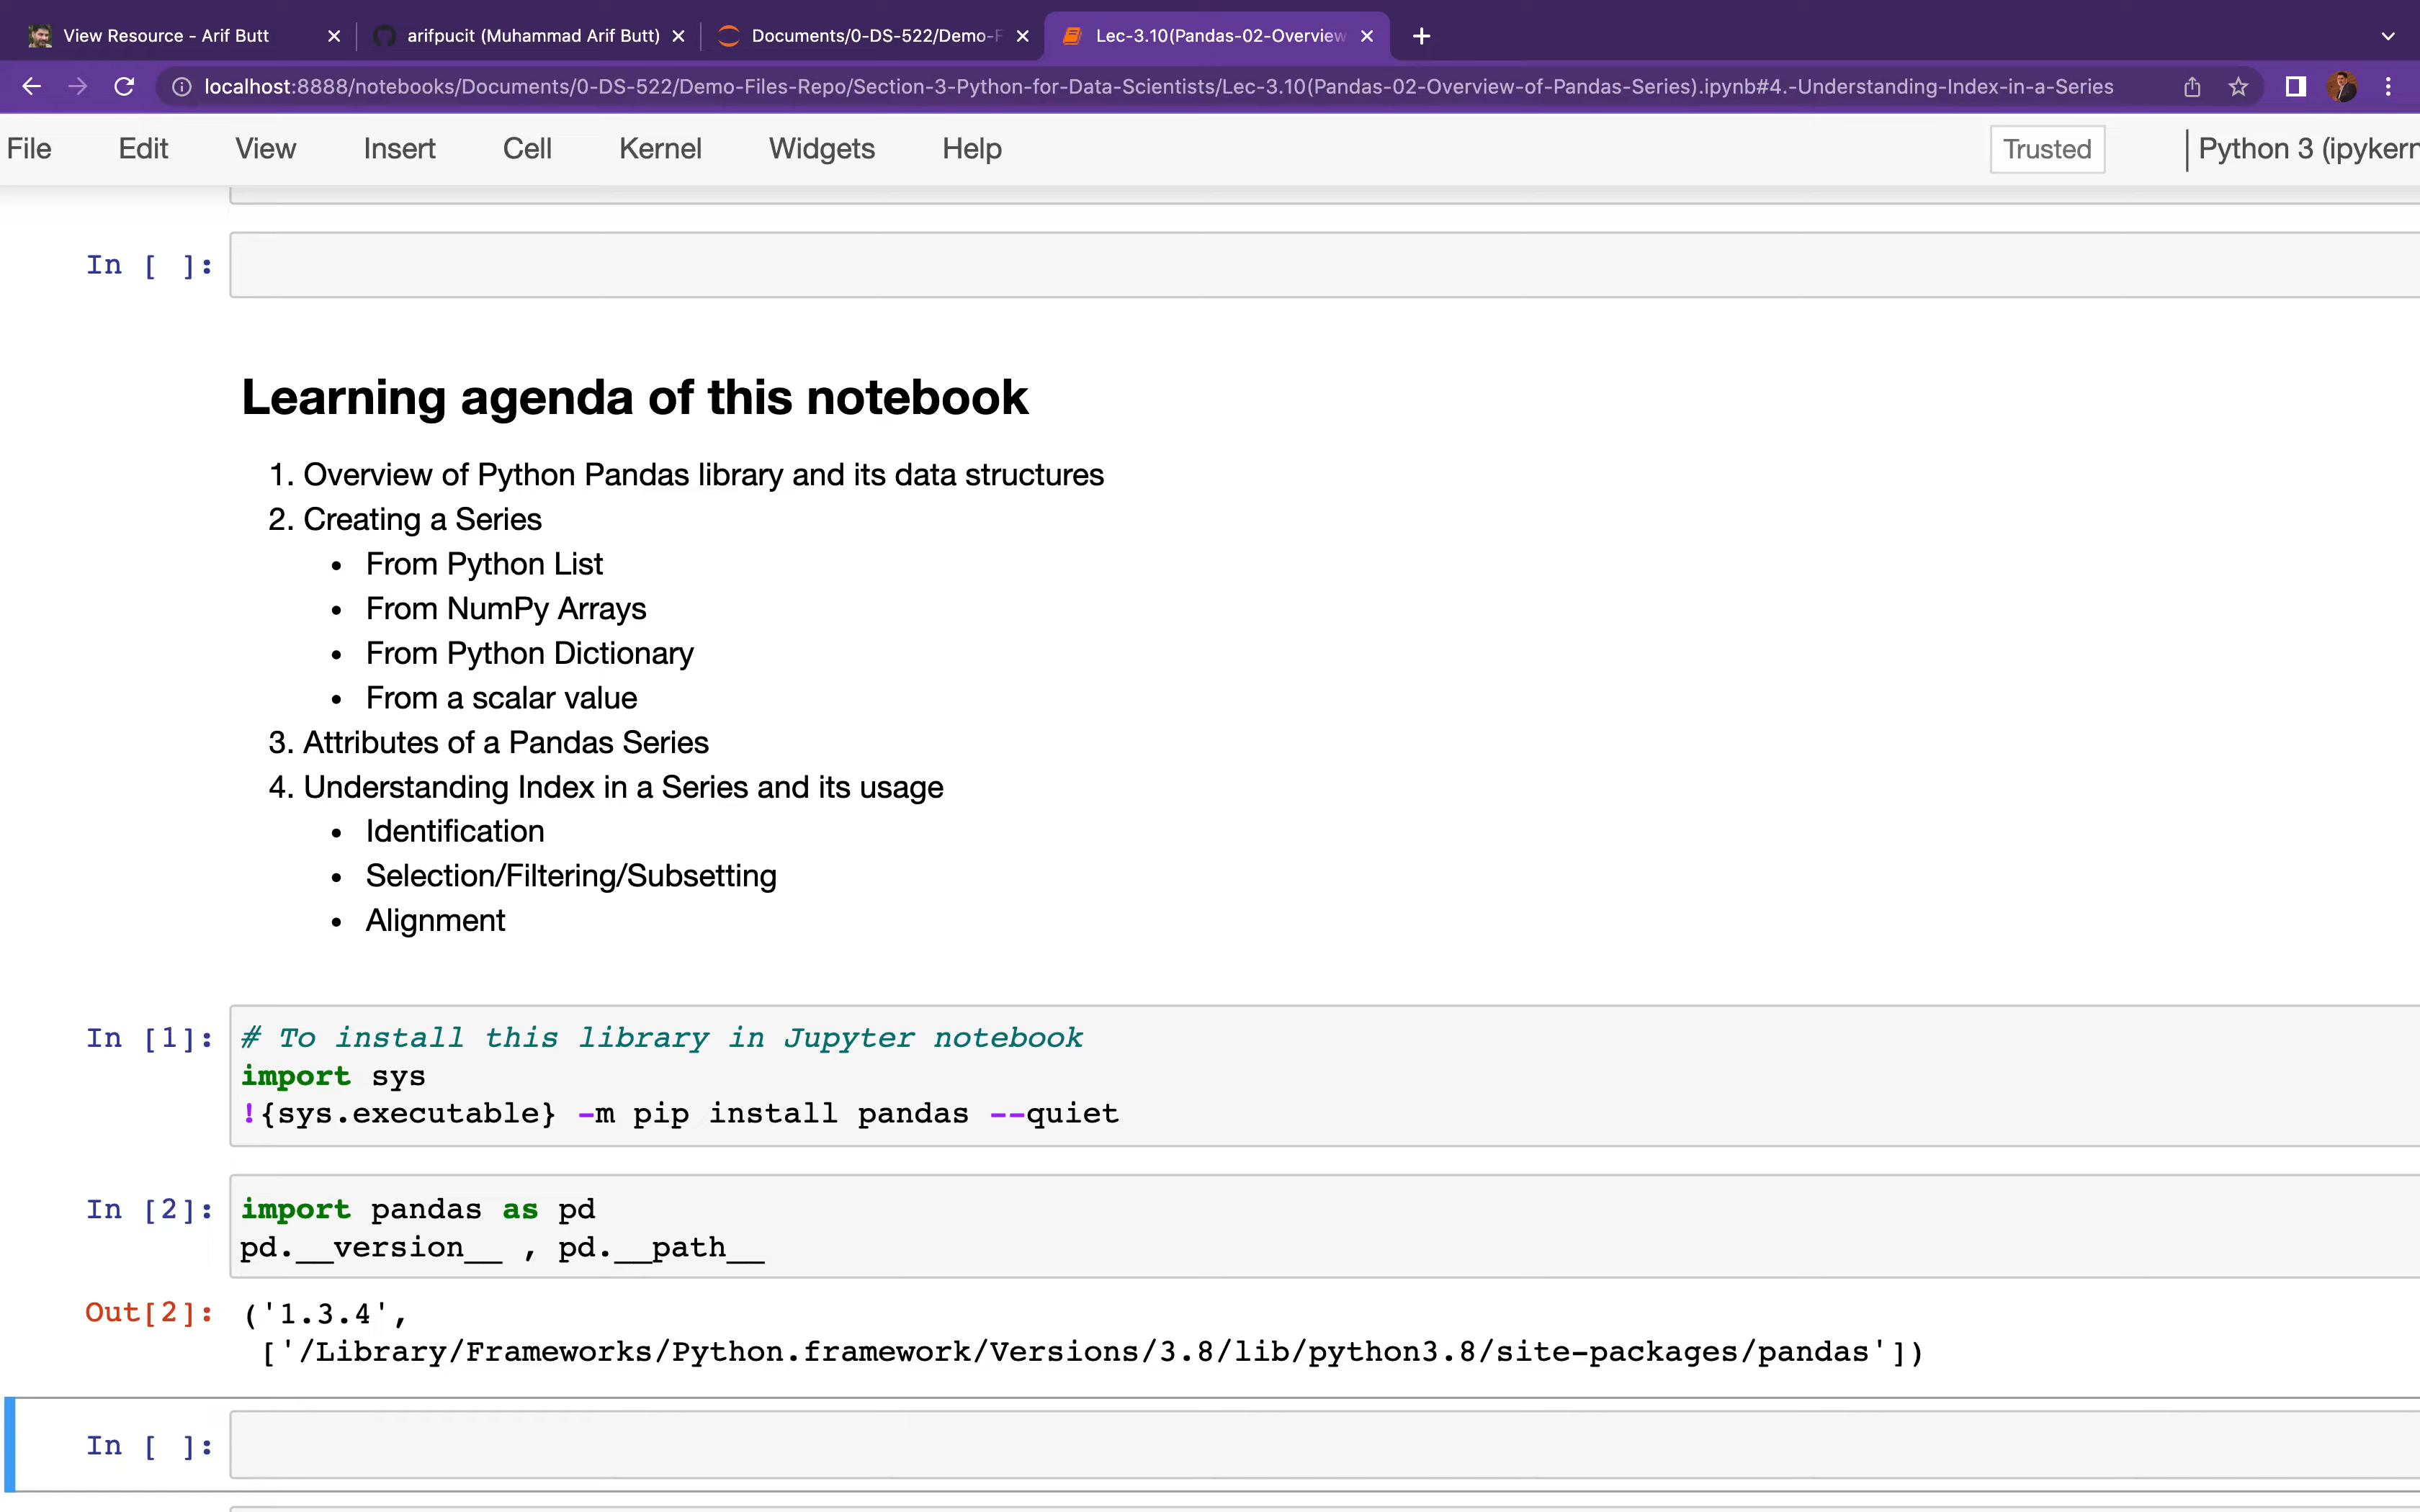 View Resource - Arif Butt
arifpucit (Muhammad Arif Butt)
Documents/0-DS-522/Demo-F
Lec-3.10(Pandas-02-Overview
localhost:8888/notebooks/Documents/0-DS-522/Demo-Files-Repo/Section-3-Python-for-Data-Scientists/Lec-3.10(Pandas-02-Overview-of-Pandas-Series).ipynb#4.-Understanding-Index-in-a-Series
File Edit View Insert Cell Kernel Widgets Help Trusted Python 3 (ipykern
In [ ]:
Learning agenda of this notebook
1. Overview of Python Pandas library and its data structures
2. Creating a Series
• From Python List
• From NumPy Arrays
• From Python Dictionary
• From a scalar value
3. Attributes of a Pandas Series
4. Understanding Index in a Series and its usage
• Identification
• Selection/Filtering/Subsetting
• Alignment
In [1]: # To install this library in Jupyter notebook
import sys
!{sys.executable} -m pip install pandas --quiet
In [2]: import pandas as pd
pd.__version__ , pd.__path__
Out[2]: ('1.3.4',
['/Library/Frameworks/Python.framework/Versions/3.8/lib/python3.8/site-packages/pandas'])
In [ ]: